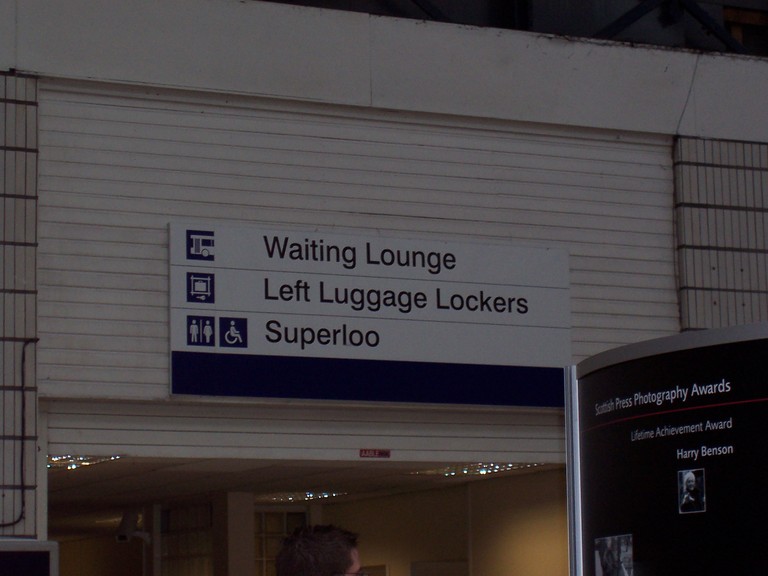 Waiting Lounge
Left Luggage Lockers
Superloo
Scottish Press Photography Awards
Lifetime Achievement Award
Harry Benson